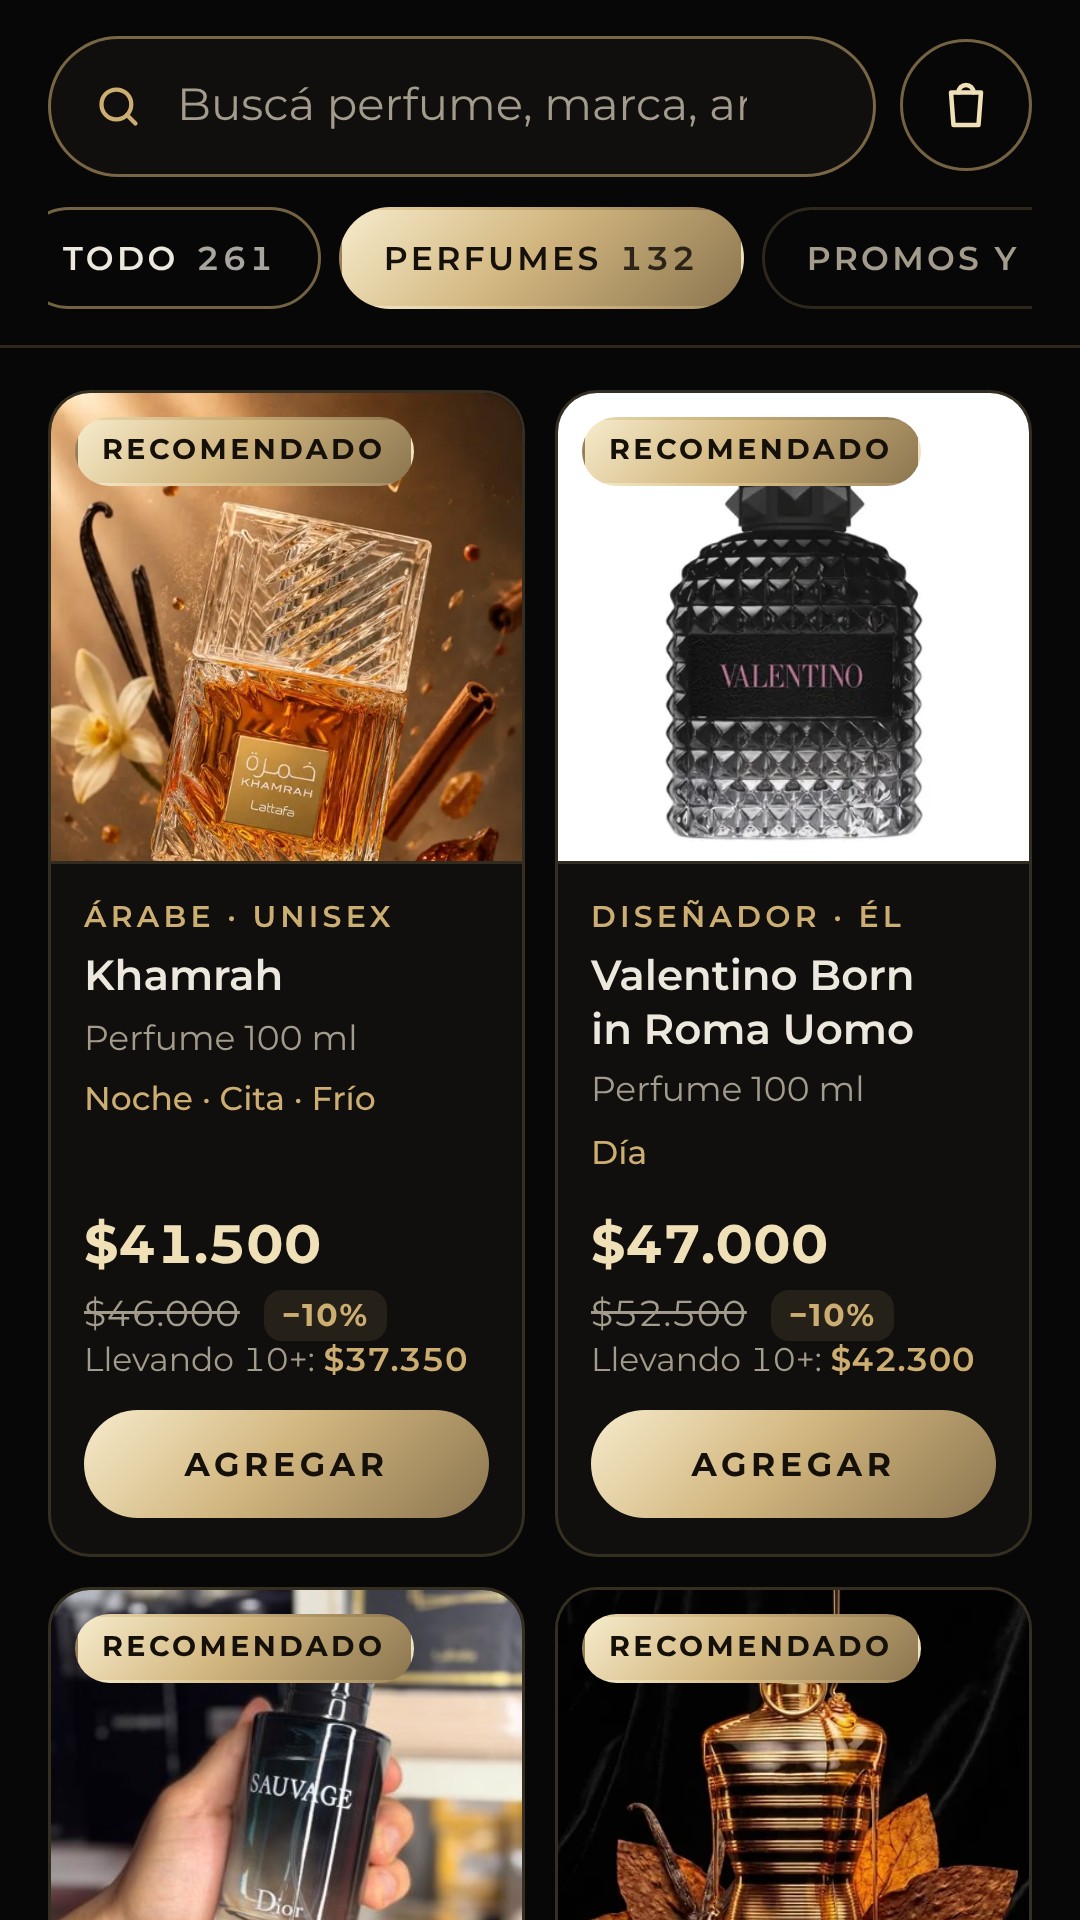 Buscá perfume, marca, ar
TODO 261
PERFUMES 132
PROMOS Y
RECOMENDADO
خمرة
KHAMRAH
Lattafa
ÁRABE · UNISEX
Khamrah
Perfume 100 ml
Noche · Cita · Frío
$41.500
$46.000 −10%
Llevando 10+: $37.350
AGREGAR
RECOMENDADO
VALENTINO
DISEÑADOR · ÉL
Valentino Born
in Roma Uomo
Perfume 100 ml
Día
$47.000
$52.500 −10%
Llevando 10+: $42.300
AGREGAR
RECOMENDADO
SAUVAGE
Dior
RECOMENDADO